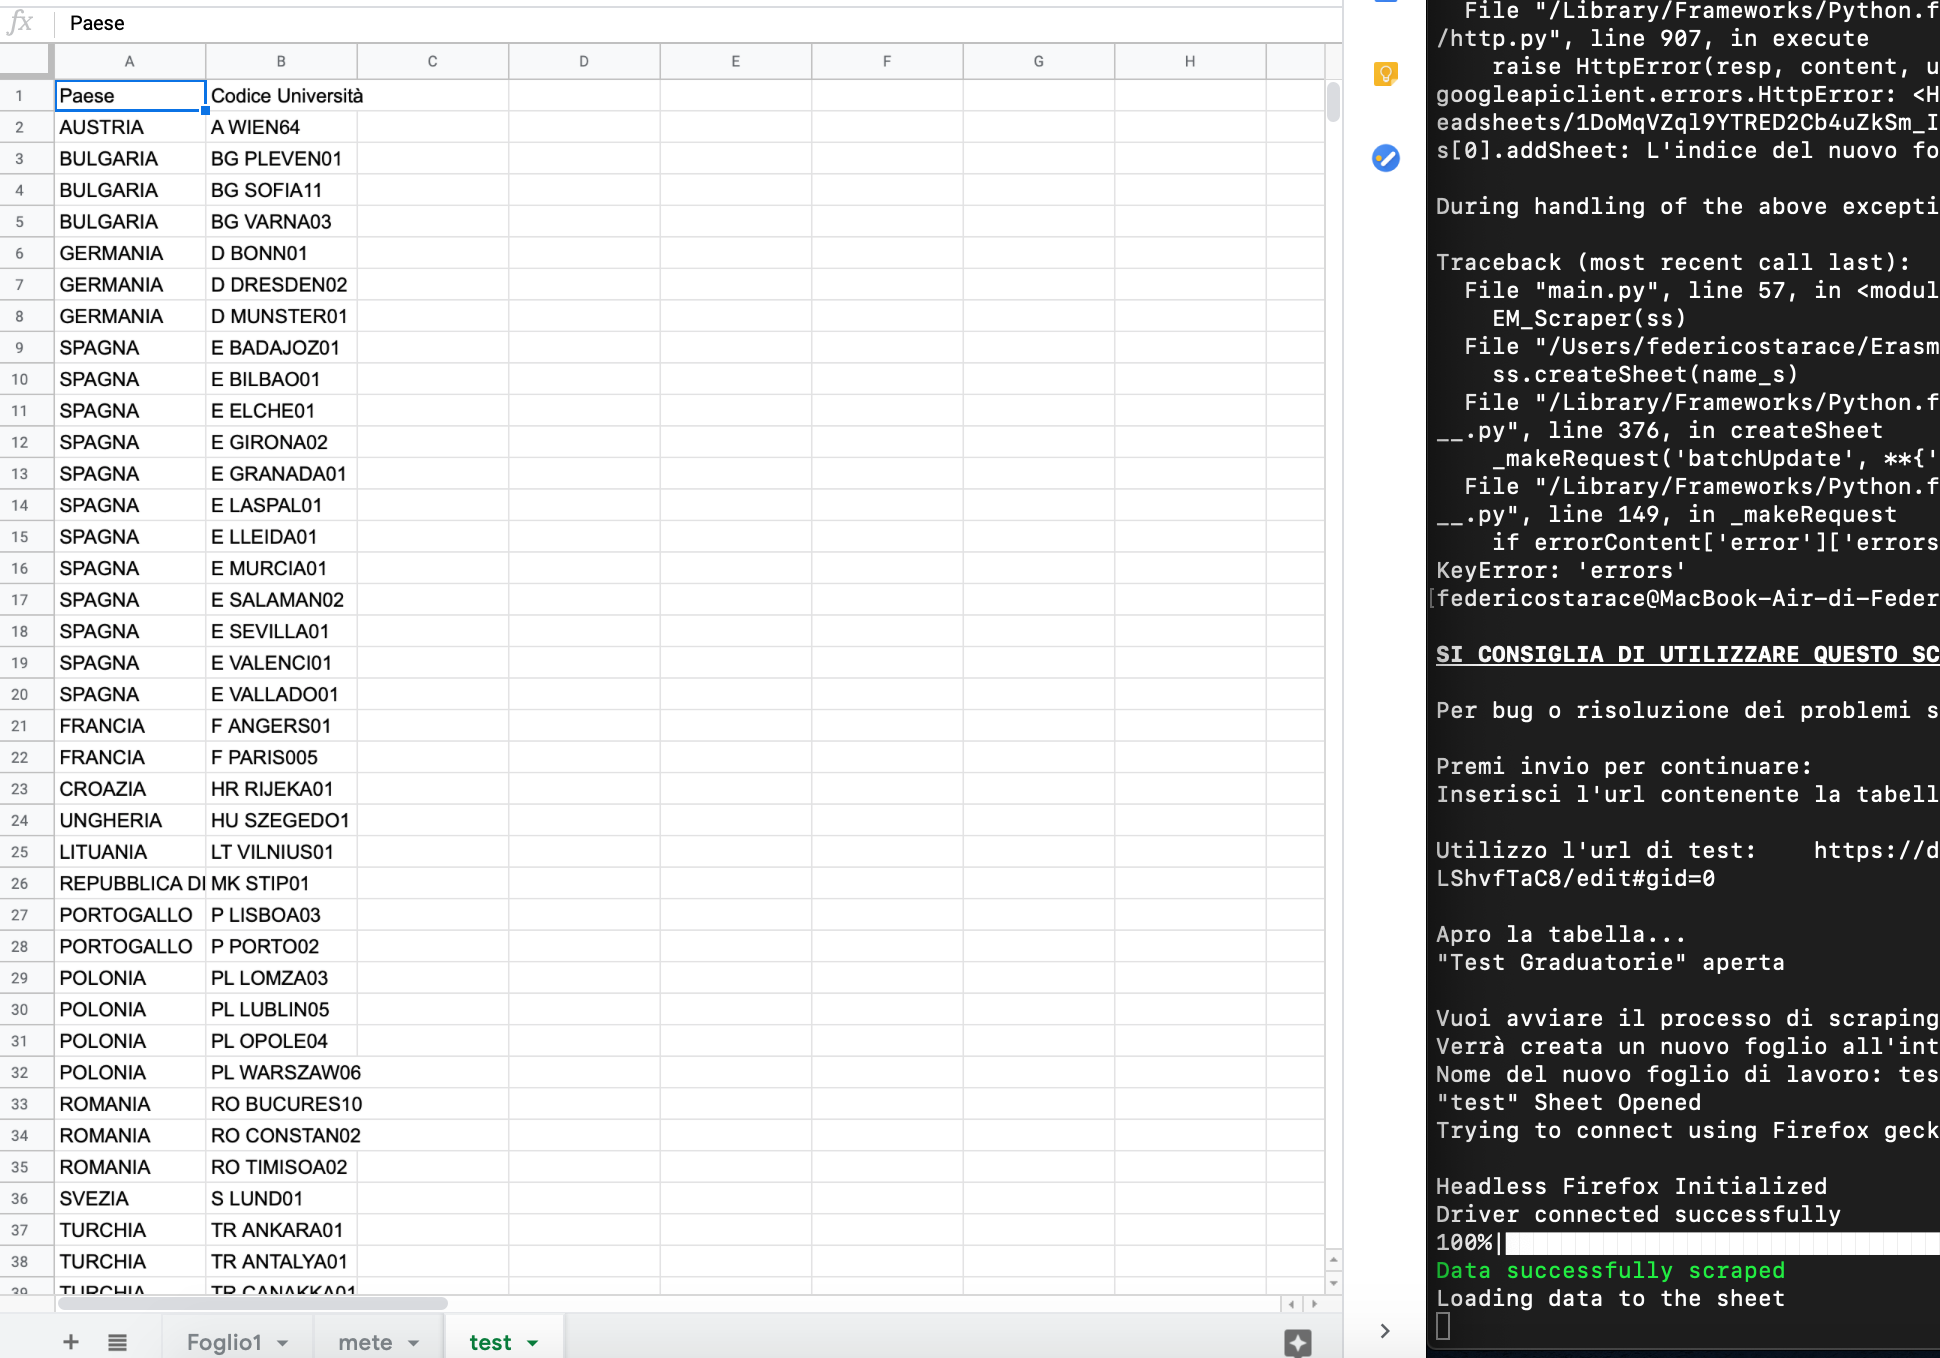 fx Paese
A B C D E F G H
1 Paese Codice Università
2 AUSTRIA A WIEN64
3 BULGARIA BG PLEVEN01
4 BULGARIA BG SOFIA11
5 BULGARIA BG VARNA03
6 GERMANIA D BONN01
7 GERMANIA D DRESDEN02
8 GERMANIA D MUNSTER01
9 SPAGNA E BADAJOZ01
10 SPAGNA E BILBAO01
11 SPAGNA E ELCHE01
12 SPAGNA E GIRONA02
13 SPAGNA E GRANADA01
14 SPAGNA E LASPAL01
15 SPAGNA E LLEIDA01
16 SPAGNA E MURCIA01
17 SPAGNA E SALAMAN02
18 SPAGNA E SEVILLA01
19 SPAGNA E VALENCI01
20 SPAGNA E VALLADO01
21 FRANCIA F ANGERS01
22 FRANCIA F PARIS005
23 CROAZIA HR RIJEKA01
24 UNGHERIA HU SZEGEDO1
25 LITUANIA LT VILNIUS01
26 REPUBBLICA DI MK STIP01
27 PORTOGALLO P LISBOA03
28 PORTOGALLO P PORTO02
29 POLONIA PL LOMZA03
30 POLONIA PL LUBLIN05
31 POLONIA PL OPOLE04
32 POLONIA PL WARSZAW06
33 ROMANIA RO BUCURES10
34 ROMANIA RO CONSTAN02
35 ROMANIA RO TIMISOA02
36 SVEZIA S LUND01
37 TURCHIA TR ANKARA01
38 TURCHIA TR ANTALYA01
39 TURCHIA TR CANAKKA01
Foglio1 mete test
File "/Library/Frameworks/Python.f
/http.py", line 907, in execute
raise HttpError(resp, content, u
googleapiclient.errors.HttpError: <H
eadsheets/1DoMqVZql9YTRED2Cb4uZkSm_I
s[0].addSheet: L'indice del nuovo fo
During handling of the above excepti
Traceback (most recent call last):
File "main.py", line 57, in <modul
EM_Scraper(ss)
File "/Users/federicostarace/Erasm
ss.createSheet(name_s)
File "/Library/Frameworks/Python.f
__.py", line 376, in createSheet
_makeRequest('batchUpdate', **{'
File "/Library/Frameworks/Python.f
__.py", line 149, in _makeRequest
if errorContent['error']['errors
KeyError: 'errors'
[federicostarace@MacBook-Air-di-Feder
SI CONSIGLIA DI UTILIZZARE QUESTO SC
Per bug o risoluzione dei problemi s
Premi invio per continuare:
Inserisci l'url contenente la tabell
Utilizzo l'url di test: https://d
LShvfTaC8/edit#gid=0
Apro la tabella...
"Test Graduatorie" aperta
Vuoi avviare il processo di scraping
Verrà creata un nuovo foglio all'int
Nome del nuovo foglio di lavoro: tes
"test" Sheet Opened
Trying to connect using Firefox geck
Headless Firefox Initialized
Driver connected successfully
100%|
Data successfully scraped
Loading data to the sheet